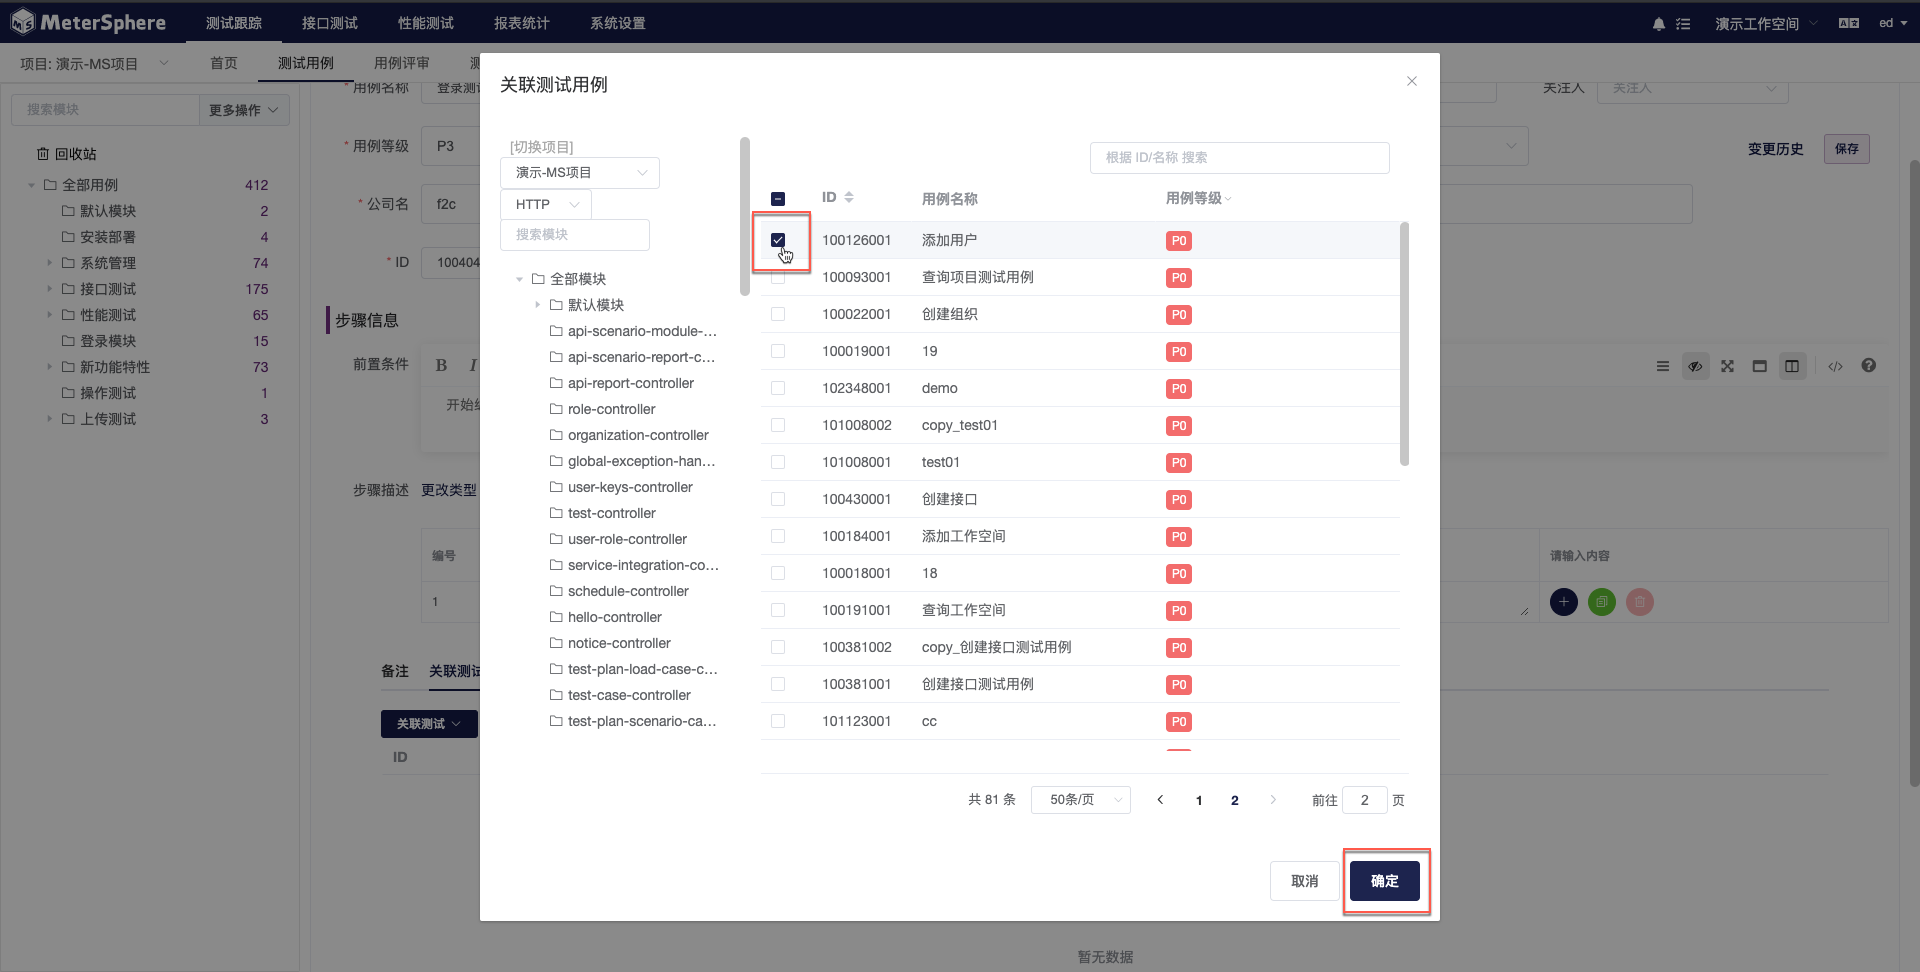 MeterSphere 测试跟踪 接口测试 性能测试 报表统计 系统设置 演示工作空间 ed
项目: 演示-MS项目 首页 测试用例 用例评审
搜索模块 更多操作
回收站
全部用例 412
默认模块 2
安装部署 4
系统管理 74
接口测试 175
性能测试 65
登录模块 15
新功能特性 73
操作测试 1
上传测试 3
* 用例名称 登录测
关注人 关注人
* 用例等级 P3
变更历史 保存
* 公司名 f2c
* ID 100404
步骤信息
前置条件 B I
步骤描述 更改类型
编号
1
请输入内容
备注 关联测试
关联测试
ID
暂无数据
关联测试用例
[切换项目]
演示-MS项目
HTTP
搜索模块
全部模块
默认模块
api-scenario-module-...
api-scenario-report-c...
api-report-controller
role-controller
organization-controller
global-exception-han...
user-keys-controller
test-controller
user-role-controller
service-integration-co...
schedule-controller
hello-controller
notice-controller
test-plan-load-case-c...
test-case-controller
test-plan-scenario-ca...
根据 ID/名称 搜索
ID 用例名称 用例等级
100126001 添加用户 P0
100093001 查询项目测试用例 P0
100022001 创建组织 P0
100019001 19 P0
102348001 demo P0
101008002 copy_test01 P0
101008001 test01 P0
100430001 创建接口 P0
100184001 添加工作空间 P0
100018001 18 P0
100191001 查询工作空间 P0
100381002 copy_创建接口测试用例 P0
100381001 创建接口测试用例 P0
101123001 cc P0
共 81 条 50条/页 1 2 前往 2 页
取消 确定